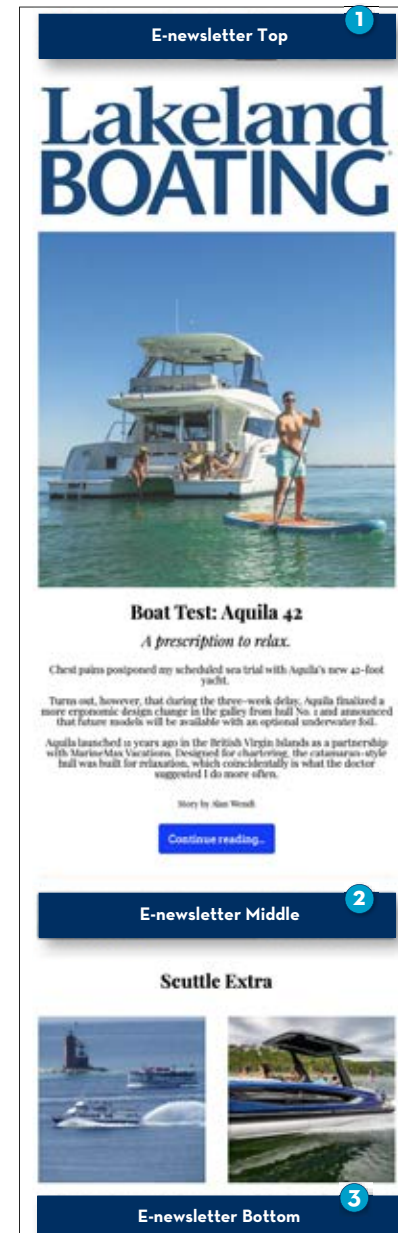 1
E-newsletter Top
Lakeland
BOATING
Boat Test: Aquila 42
A prescription to relax.
Chest pains postponed my scheduled sea trial with Aquila's new 42-foot
yacht.
Turns out, however, that during the three-week delay, Aquila finalized a
more ergonomic design change in the galley from hull No. 1 and announced
that future models will be available with an optional underwater foil.
Aquila launched 11 years ago in the British Virgin Islands as a partnership
with MarineMax Vacations. Designed for chartering, the catamaran-style
hull was built for relaxation, which coincidentally is what the doctor
suggested I do more often.
Story by Alan Wendt
Continue reading...
2
E-newsletter Middle
Scuttle Extra
3
E-newsletter Bottom